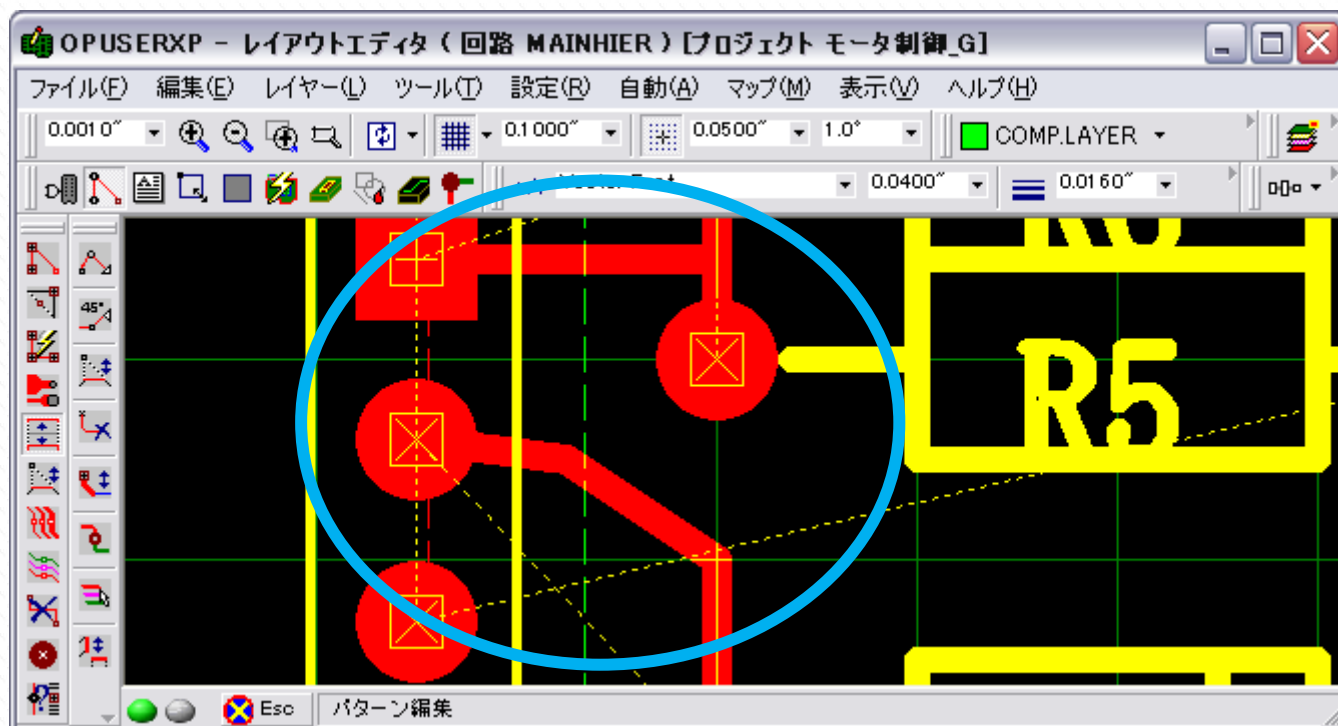 OPUSERXP - レイアウトエディタ ( 回路 MAINHIER ) [プロジェクト モータ制御_G]
ファイル(F) 編集(E) レイヤー(L) ツール(T) 設定(R) 自動(A) マップ(M) 表示(V) ヘルプ(H)
0.0010" 0.1000" 0.0500" 1.0° COMP.LAYER
0.0400" 0.0160"
45°
R5
Esc パターン編集